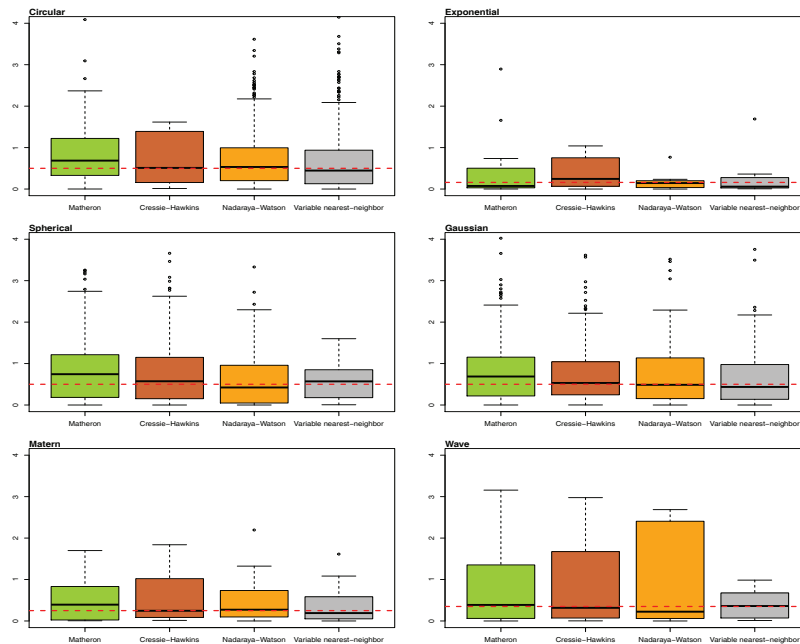 Circular
4
3
2
1
0
Matheron Cressie−Hawkins Nadaraya−Watson Variable nearest−neighbor
Exponential
4
3
2
1
0
Matheron Cressie−Hawkins Nadaraya−Watson Variable nearest−neighbor
Spherical
4
3
2
1
0
Matheron Cressie−Hawkins Nadaraya−Watson Variable nearest−neighbor
Gaussian
4
3
2
1
0
Matheron Cressie−Hawkins Nadaraya−Watson Variable nearest−neighbor
Matern
4
3
2
1
0
Matheron Cressie−Hawkins Nadaraya−Watson Variable nearest−neighbor
Wave
4
3
2
1
0
Matheron Cressie−Hawkins Nadaraya−Watson Variable nearest−neighbor